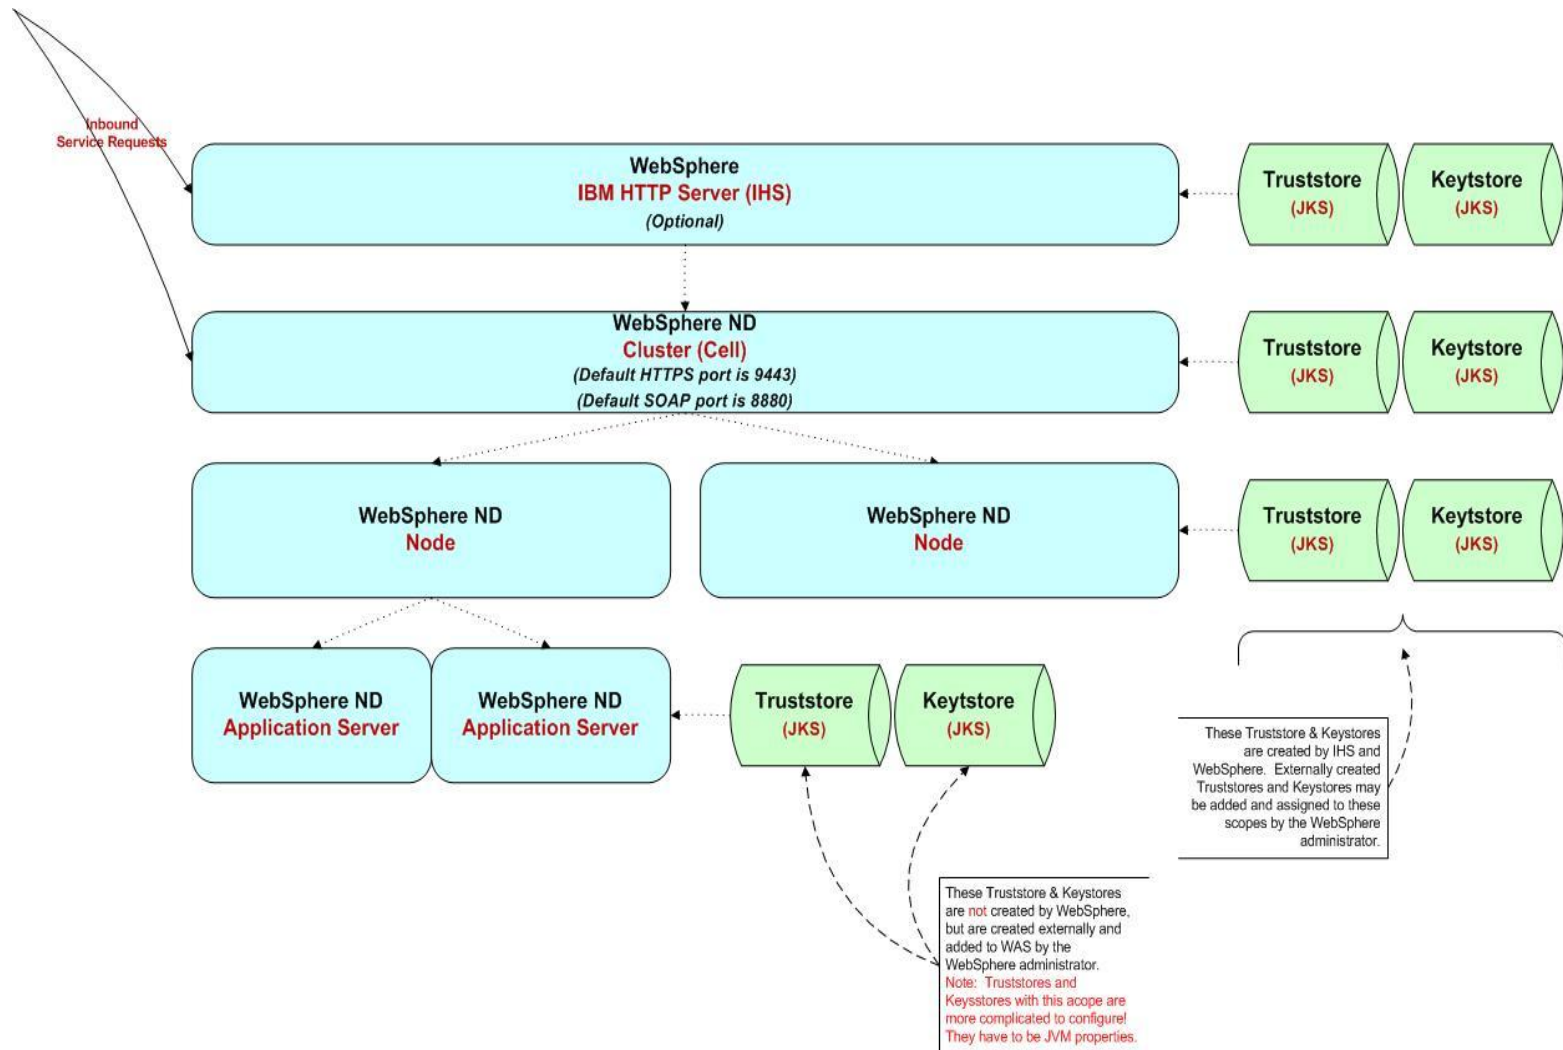 Inbound
Service Requests
WebSphere
IBM HTTP Server (IHS)
(Optional)
Truststore
(JKS)
Keytstore
(JKS)
WebSphere ND
Cluster (Cell)
(Default HTTPS port is 9443)
(Default SOAP port is 8880)
Truststore
(JKS)
Keytstore
(JKS)
WebSphere ND
Node
WebSphere ND
Node
Truststore
(JKS)
Keytstore
(JKS)
WebSphere ND
Application Server
WebSphere ND
Application Server
Truststore
(JKS)
Keytstore
(JKS)
These Truststore & Keystores
are created by IHS and
WebSphere. Externally created
Truststores and Keystores may
be added and assigned to these
scopes by the WebSphere
administrator.
These Truststore & Keystores
are not created by WebSphere,
but are created externally and
added to WAS by the
WebSphere administrator.
Note: Truststores and
Keysstores with this acope are
more complicated to configure!
They have to be JVM properties.